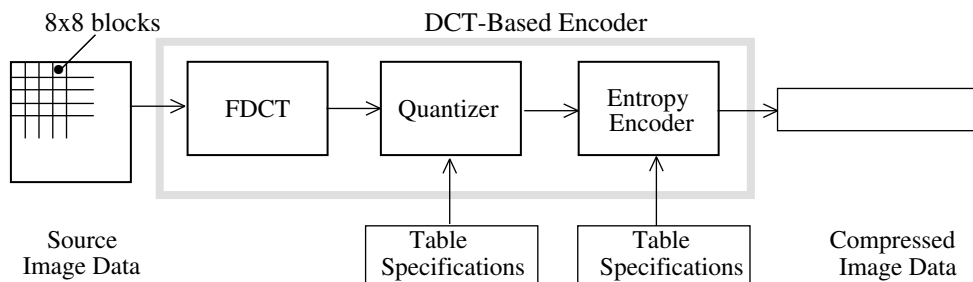 8x8 blocks
DCT-Based Encoder
FDCT
Quantizer
Entropy
Encoder
Source
Image Data
Table
Specifications
Table
Specifications
Compressed
Image Data